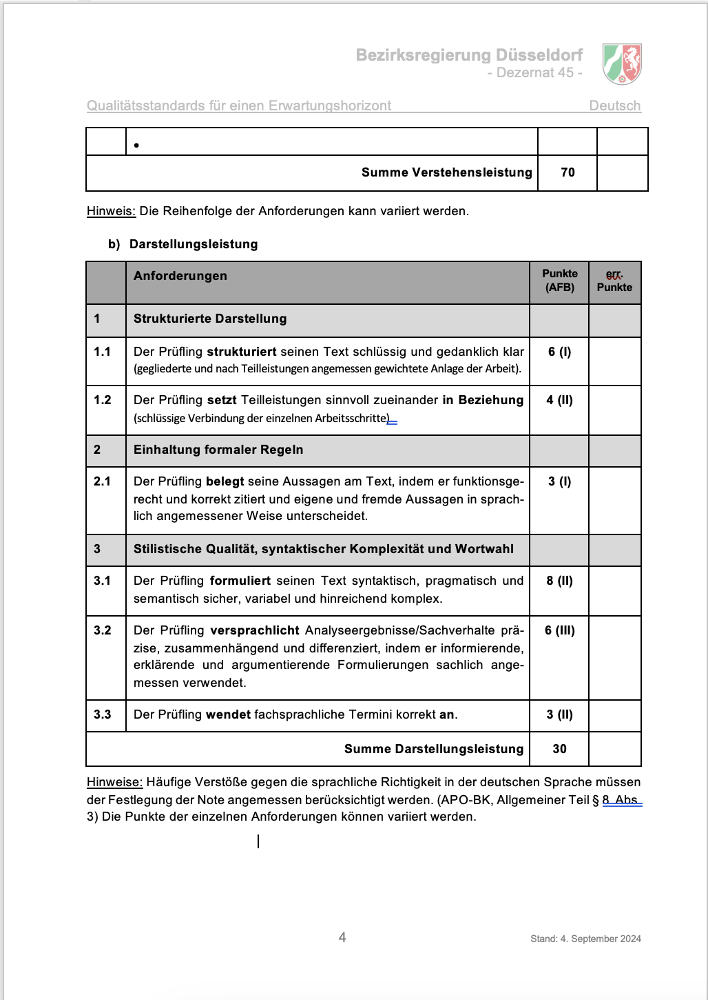 Bezirksregierung Düsseldorf
- Dezernat 45 -
Qualitätsstandards für einen Erwartungshorizont Deutsch
•
Summe Verstehensleistung 70
Hinweis: Die Reihenfolge der Anforderungen kann variiert werden.
b) Darstellungsleistung
Anforderungen Punkte (AFB) err. Punkte
1 Strukturierte Darstellung
1.1 Der Prüfling strukturiert seinen Text schlüssig und gedanklich klar 6 (I)
(gegliederte und nach Teilleistungen angemessen gewichtete Anlage der Arbeit).
1.2 Der Prüfling setzt Teilleistungen sinnvoll zueinander in Beziehung 4 (II)
(schlüssige Verbindung der einzelnen Arbeitsschritte)
2 Einhaltung formaler Regeln
2.1 Der Prüfling belegt seine Aussagen am Text, indem er funktionsge- 3 (I)
recht und korrekt zitiert und eigene und fremde Aussagen in sprach-
lich angemessener Weise unterscheidet.
3 Stilistische Qualität, syntaktischer Komplexität und Wortwahl
3.1 Der Prüfling formuliert seinen Text syntaktisch, pragmatisch und 8 (II)
semantisch sicher, variabel und hinreichend komplex.
3.2 Der Prüfling versprachlicht Analyseergebnisse/Sachverhalte prä- 6 (III)
zise, zusammenhängend und differenziert, indem er informierende,
erklärende und argumentierende Formulierungen sachlich ange-
messen verwendet.
3.3 Der Prüfling wendet fachsprachliche Termini korrekt an. 3 (II)
Summe Darstellungsleistung 30
Hinweise: Häufige Verstöße gegen die sprachliche Richtigkeit in der deutschen Sprache müssen
der Festlegung der Note angemessen berücksichtigt werden. (APO-BK, Allgemeiner Teil § 8 Abs
3) Die Punkte der einzelnen Anforderungen können variiert werden.
4 Stand: 4. September 2024